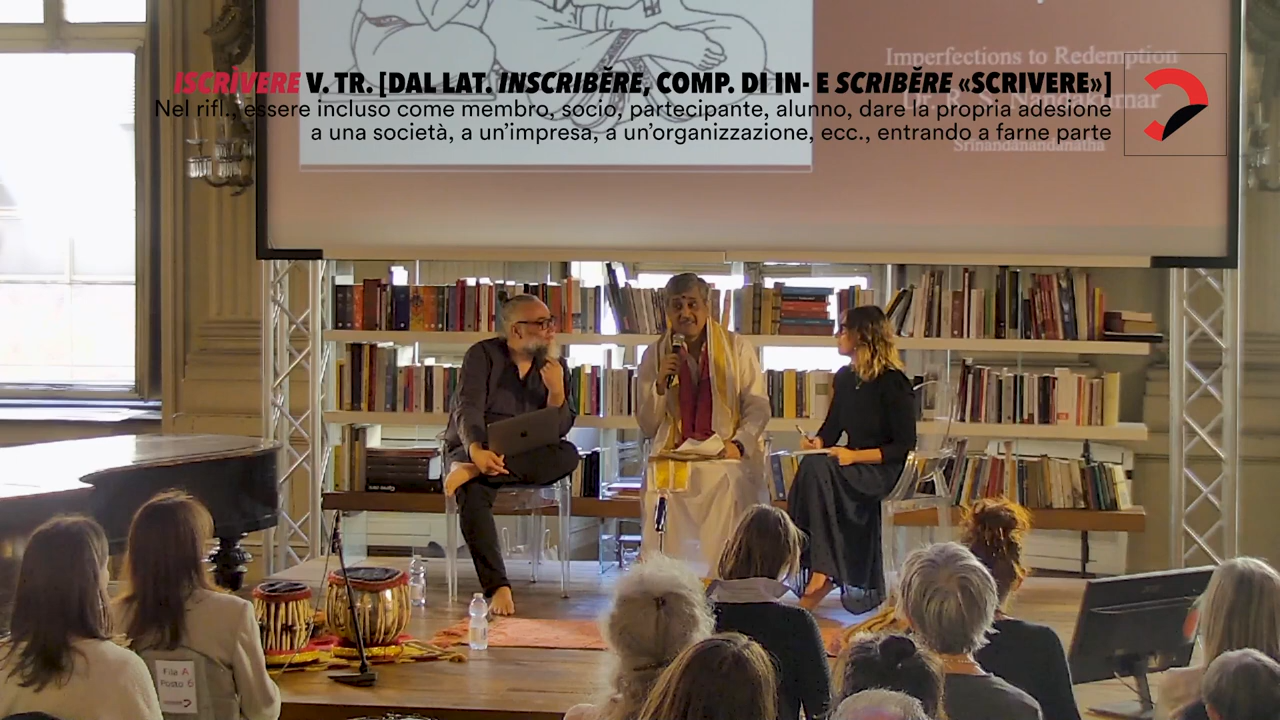 Imperfections to Redemption
ISCRÌVERE V. TR. [DAL LAT. INSCRIBĔRE, COMP. DI IN- E SCRIBĔRE «SCRIVERE»]
Nel rifl., essere incluso come membro, socio, partecipante, alunno, dare la propria adesione
a una società, a un'impresa, a un'organizzazione, ecc., entrando a farne parte
Srinandanandanatha
Fila A
Posto 6